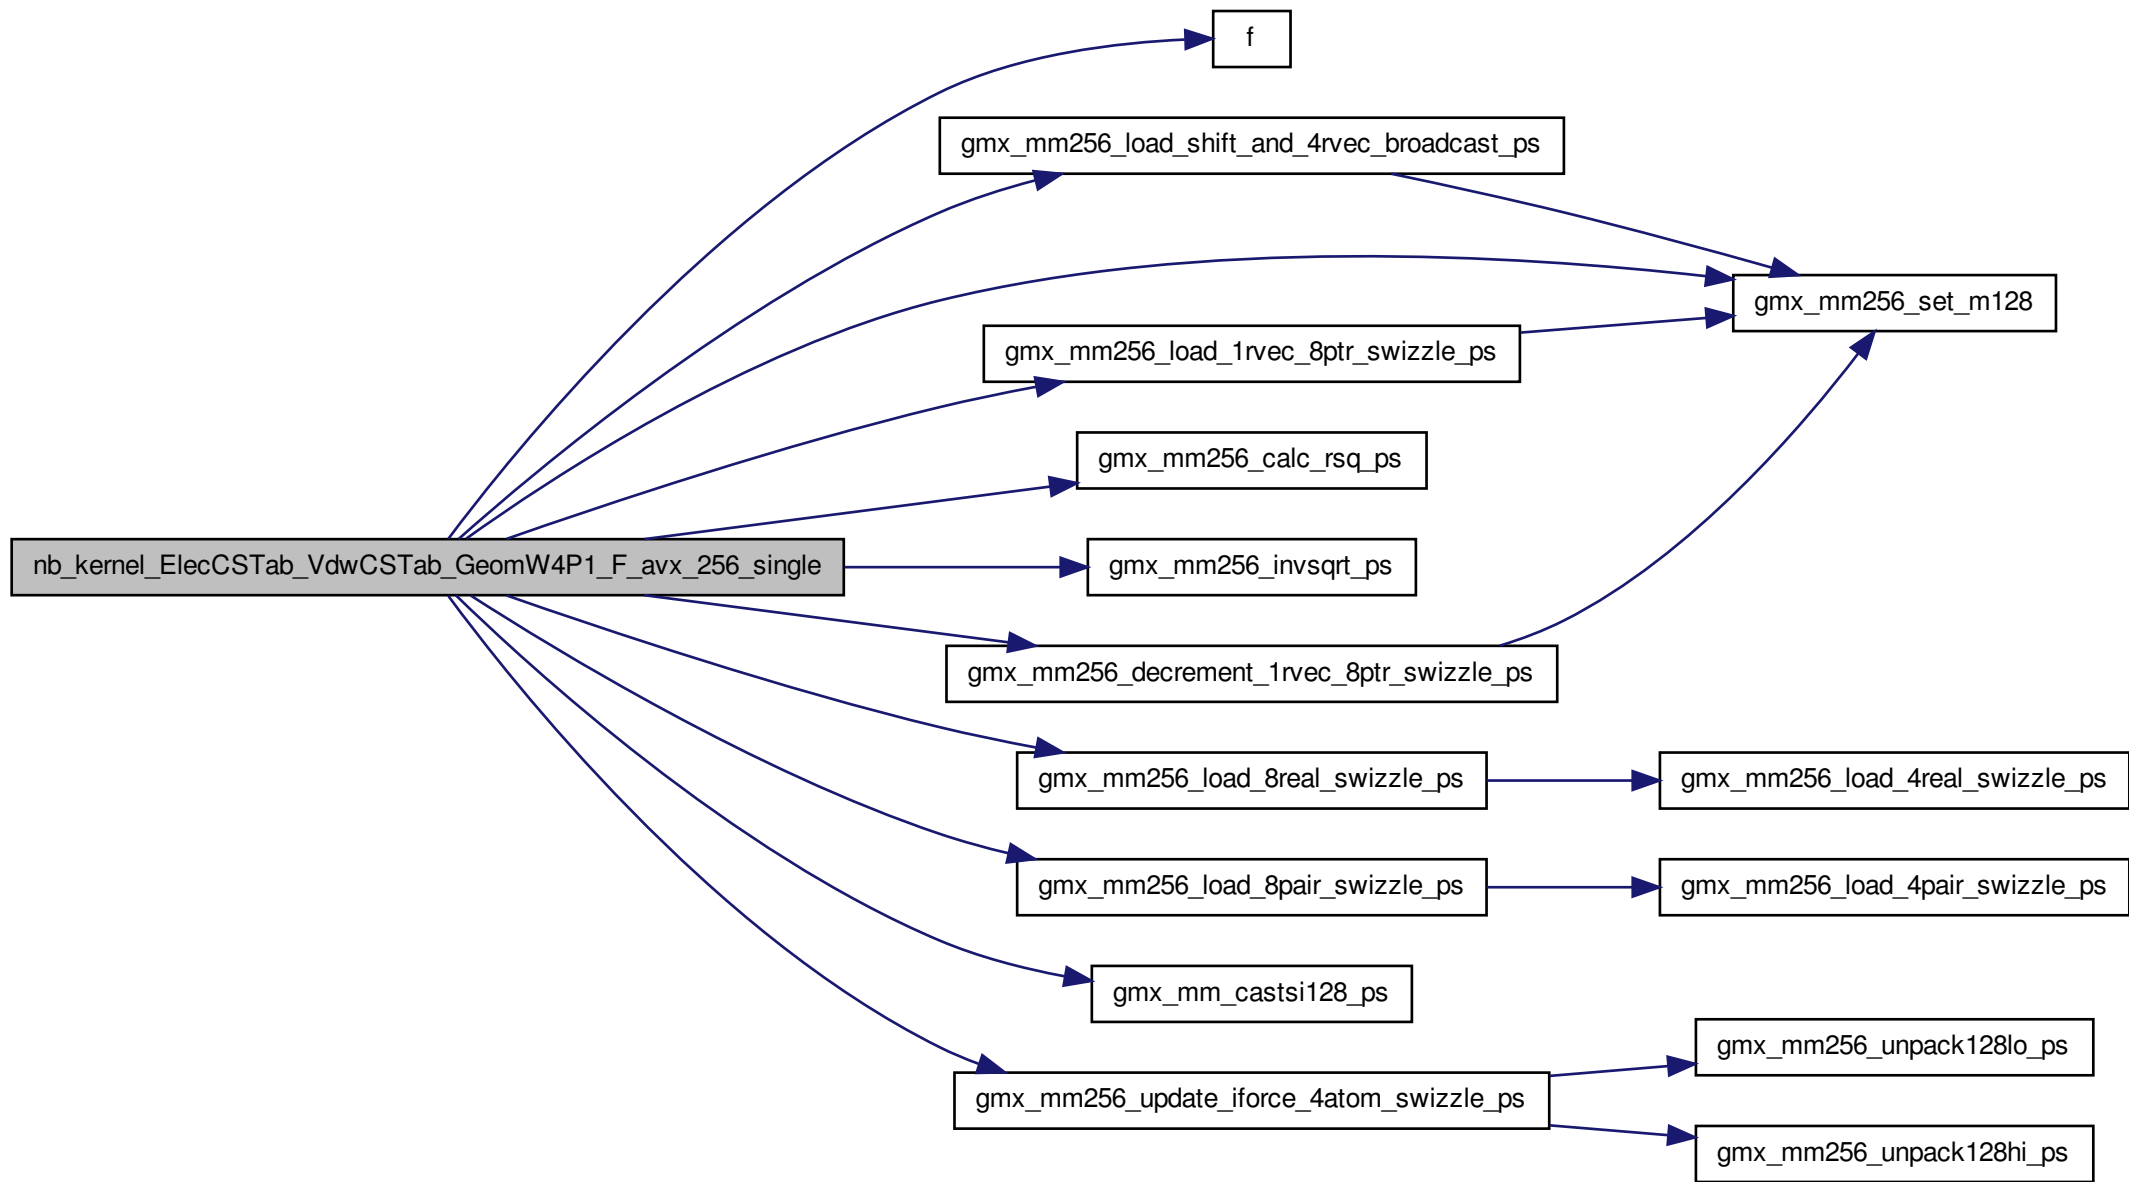 f
gmx_mm256_load_shift_and_4rvec_broadcast_ps
gmx_mm256_set_m128
gmx_mm256_load_1rvec_8ptr_swizzle_ps
gmx_mm256_calc_rsq_ps
nb_kernel_ElecCSTab_VdwCSTab_GeomW4P1_F_avx_256_single
gmx_mm256_invsqrt_ps
gmx_mm256_decrement_1rvec_8ptr_swizzle_ps
gmx_mm256_load_8real_swizzle_ps
gmx_mm256_load_4real_swizzle_ps
gmx_mm256_load_8pair_swizzle_ps
gmx_mm256_load_4pair_swizzle_ps
gmx_mm_castsi128_ps
gmx_mm256_unpack128lo_ps
gmx_mm256_update_iforce_4atom_swizzle_ps
gmx_mm256_unpack128hi_ps